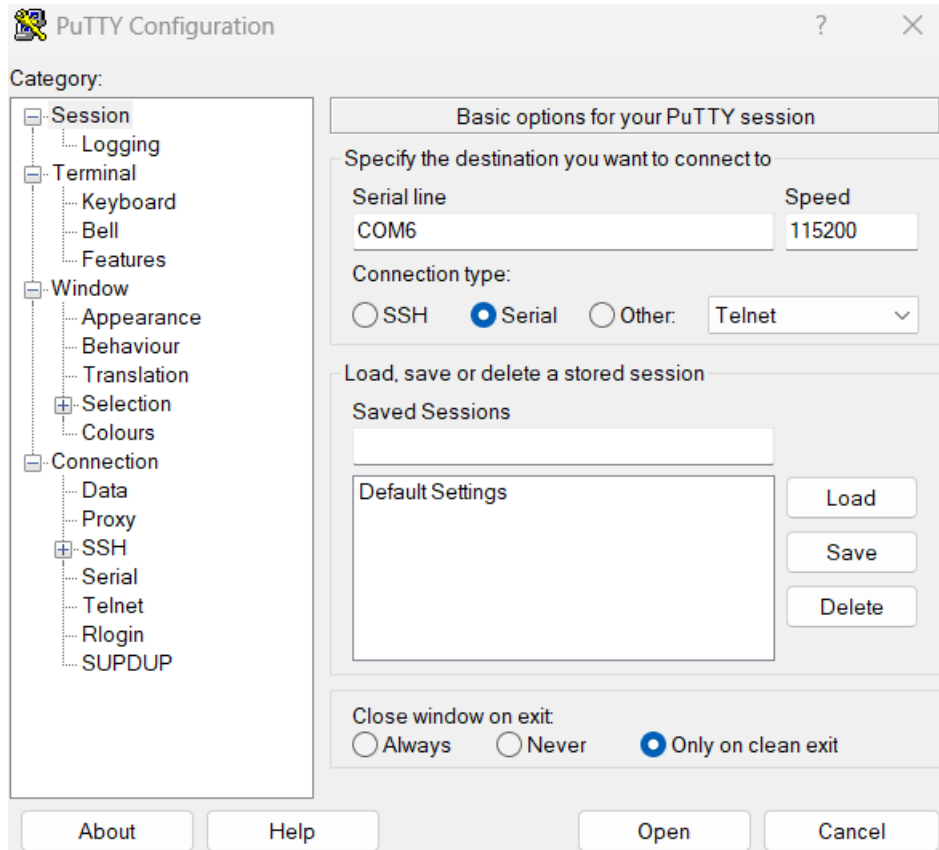 PuTTY Configuration
?
Category:
Session
Logging
Terminal
Keyboard
Bell
Features
Window
Appearance
Behaviour
Translation
Selection
Colours
Connection
Data
Proxy
SSH
Serial
Telnet
Rlogin
SUPDUP
Basic options for your PuTTY session
Specify the destination you want to connect to
Serial line Speed
COM6 115200
Connection type:
SSH Serial Other: Telnet
Load, save or delete a stored session
Saved Sessions
Default Settings
Load
Save
Delete
Close window on exit:
Always Never Only on clean exit
About Help Open Cancel